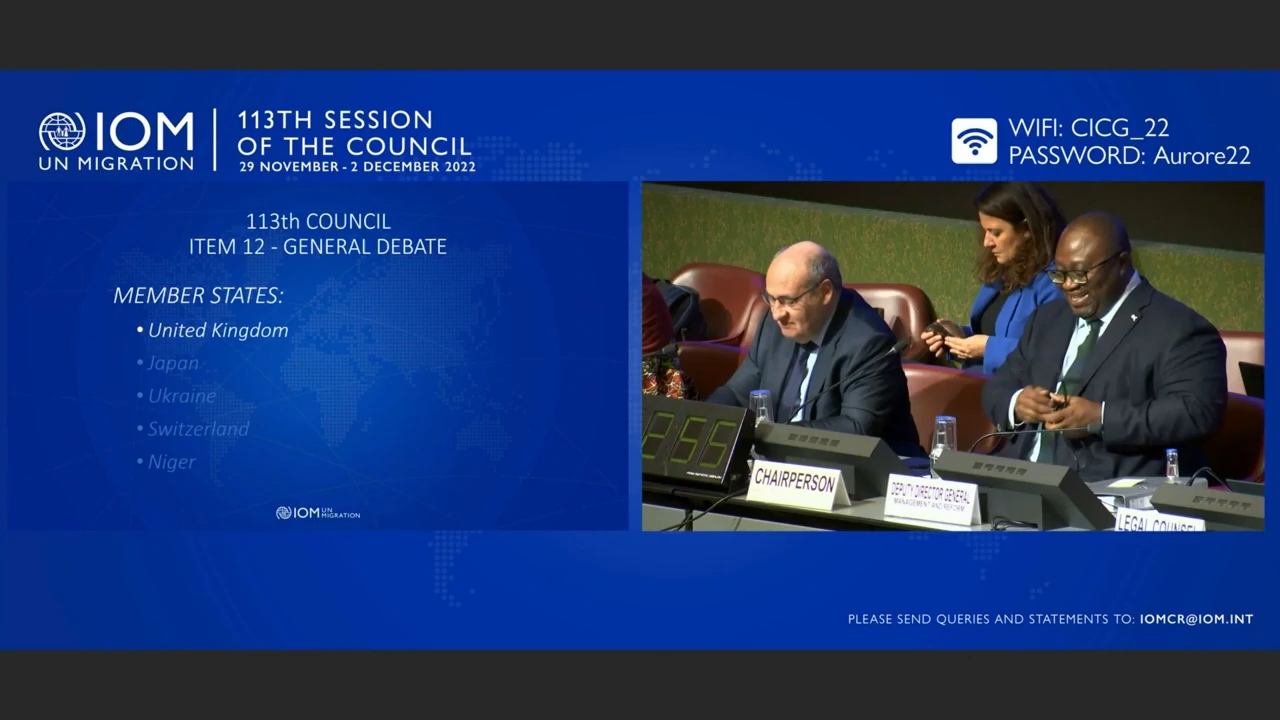 IOM
UN MIGRATION
113TH SESSION
OF THE COUNCIL
29 NOVEMBER - 2 DECEMBER 2022
WIFI: CICG_22
PASSWORD: Aurore22
113th COUNCIL
ITEM 12 - GENERAL DEBATE
MEMBER STATES:
• United Kingdom
• Japan
• Ukraine
• Switzerland
• Niger
IOM UN MIGRATION
255
CHAIRPERSON
DEPUTY DIRECTOR GENERAL
MANAGEMENT AND REFORM
LEGAL COUNSEL
PLEASE SEND QUERIES AND STATEMENTS TO: IOMCR@IOM.INT